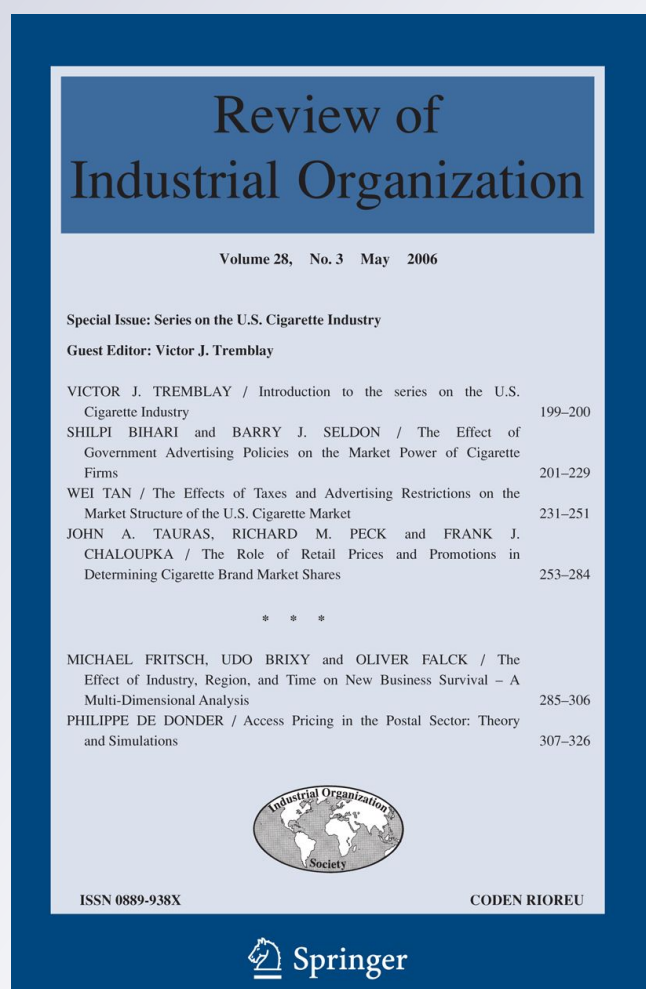 Review of
Industrial Organization
Volume 28, No. 3 May 2006
Special Issue: Series on the U.S. Cigarette Industry
Guest Editor: Victor J. Tremblay
VICTOR J. TREMBLAY / Introduction to the series on the U.S.
Cigarette Industry 199–200
SHILPI BIHARI and BARRY J. SELDON / The Effect of
Government Advertising Policies on the Market Power of Cigarette
Firms 201–229
WEI TAN / The Effects of Taxes and Advertising Restrictions on the
Market Structure of the U.S. Cigarette Market 231–251
JOHN A. TAURAS, RICHARD M. PECK and FRANK J.
CHALOUPKA / The Role of Retail Prices and Promotions in
Determining Cigarette Brand Market Shares 253–284
* * *
MICHAEL FRITSCH, UDO BRIXY and OLIVER FALCK / The
Effect of Industry, Region, and Time on New Business Survival – A
Multi-Dimensional Analysis 285–306
PHILIPPE DE DONDER / Access Pricing in the Postal Sector: Theory
and Simulations 307–326
Industrial Organization
Society
ISSN 0889-938X CODEN RIOREU
Springer